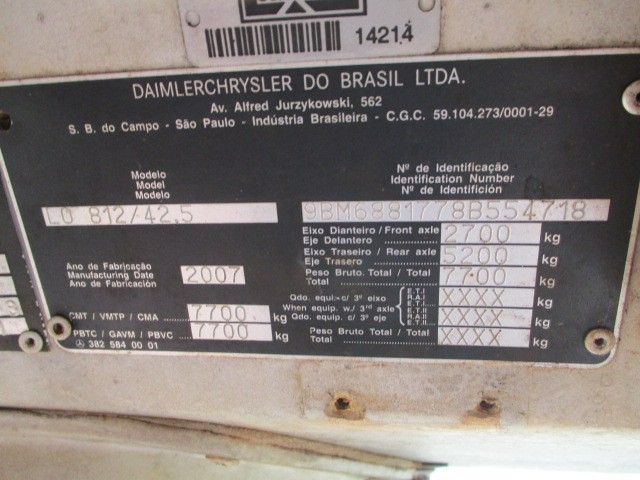 14214
DAIMLERCHRYSLER DO BRASIL LTDA.
Av. Alfred Jurzykowski, 562
S. B. do Campo - São Paulo - Indústria Brasileira - C.G.C. 59.104.273/0001-29
Modelo
Model
Modelo
LO 812/42.5
Nº de Identificação
Identification Number
Nº de Identifición
9BM6881778B554718
Eixo Dianteiro/Front axle
Eje Delantero
2700 kg
Eixo Traseiro / Rear axle
Eje Trasero
5200 kg
Peso Bruto Total / Total
Total
7700 kg
Ano de Fabricação
Manufacturing Date
Ano de Fabricación
2007
Qdo. equip. c/ 3º eixo
When equip. w/ 3rd axle
Qdo. equip. c/ 3º eje
E.T.I
R.A.I
E.T.I
XXXX kg
E.T.II
R.A.II
E.T.II
XXXX kg
Peso Bruto Total / Total
Total
XXXX kg
CMT / VMTP / CMA
7700 kg
PBTC / GAVM / PBVC
7700 kg
382 584 00 01